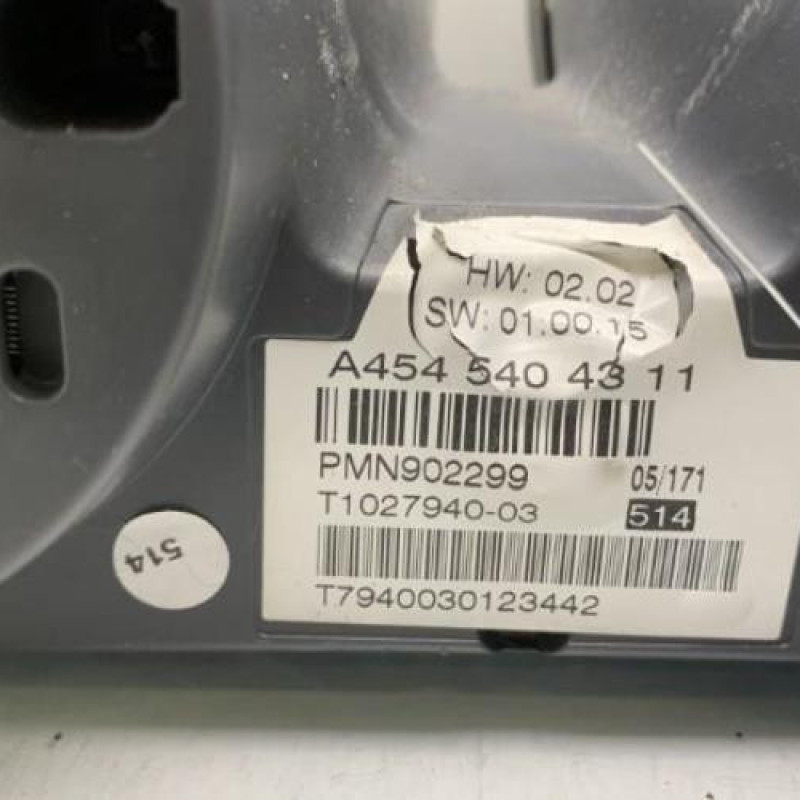 HW: 02.02
SW: 01.00.15
A454 540 43 11
PMN902299 05/171
T1027940-03 514
T7940030123442
514